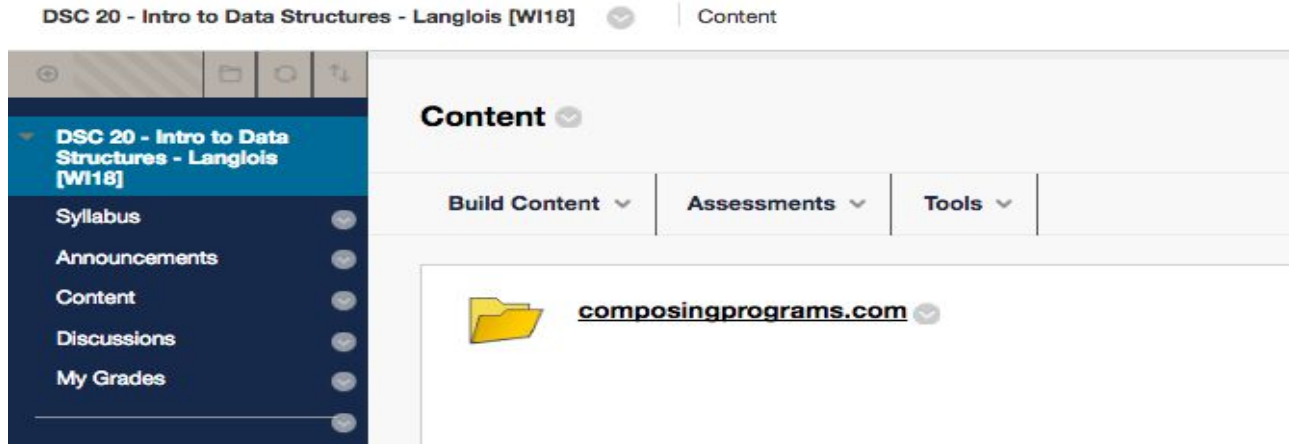 DSC 20 - Intro to Data Structures - Langlois [WI18]
Content
DSC 20 - Intro to Data
Structures - Langlois
[WI18]
Syllabus
Announcements
Content
Discussions
My Grades
Content
Build Content
Assessments
Tools
composingprograms.com